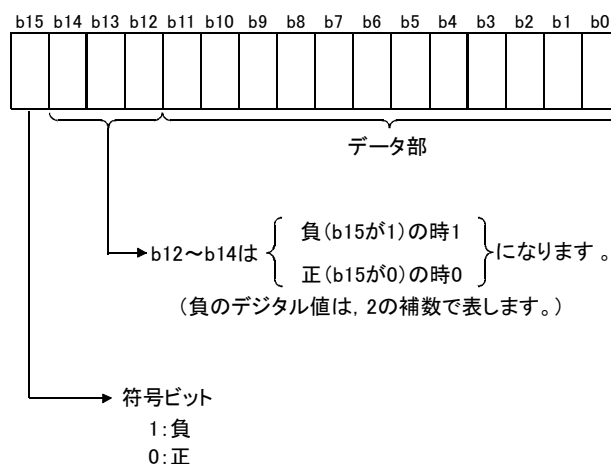 b15 b14 b13 b12 b11 b10 b9 b8 b7 b6 b5 b4 b3 b2 b1 b0
データ部
負(b15が1)の時1
b12～b14は
になります。
正(b15が0)の時0
(負のデジタル値は,2の補数で表します。)
符号ビット
1:負
0:正